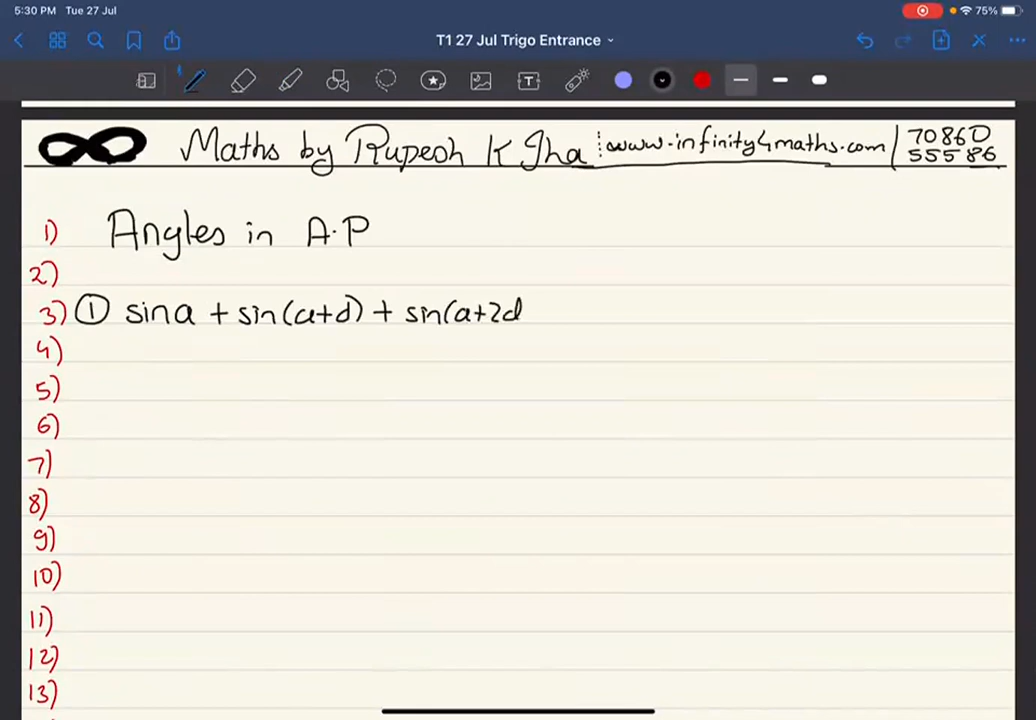 5:30 PM Tue 27 Jul
75%
T1 27 Jul Trigo Entrance
T
Maths by Rupesh K Jha www.infinity4maths.com 70860
55586
1) Angles in A.P
2)
3) ① sina + sin(a+d) + sin(a+2d
4)
5)
6)
7)
8)
9)
10)
11)
12)
13)